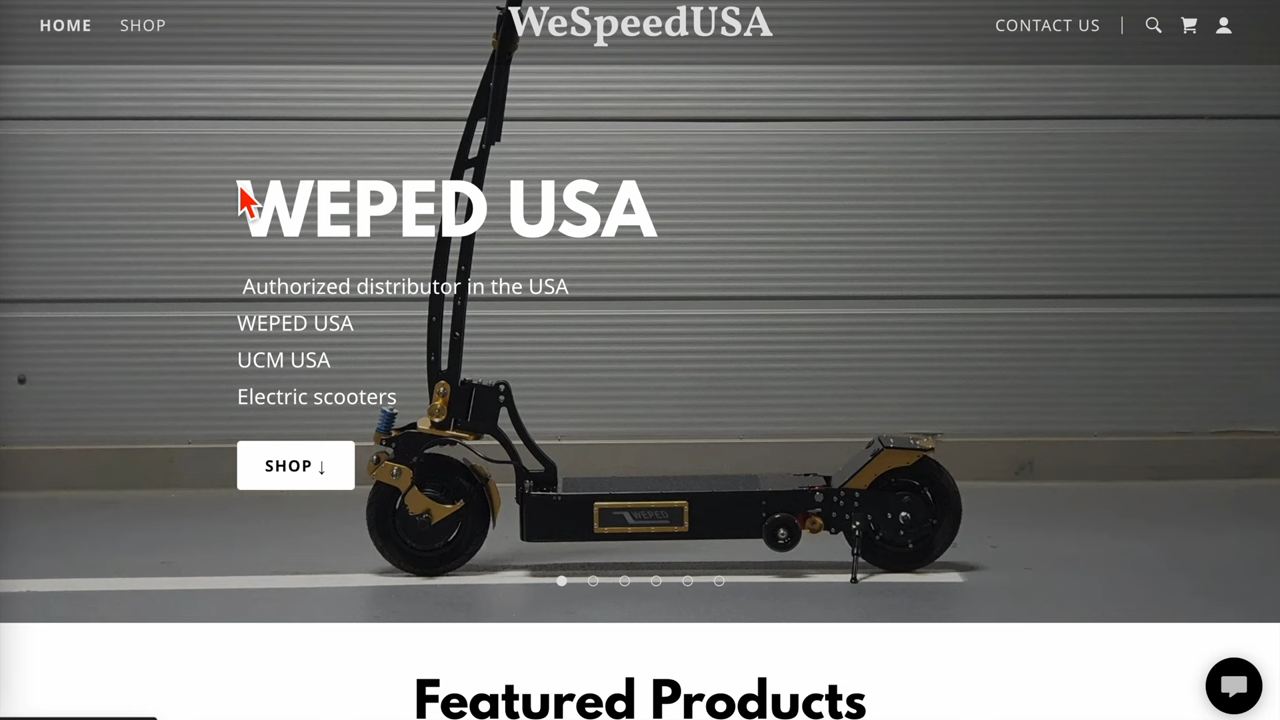 HOME
SHOP
WeSpeedUSA
CONTACT US
WEPED USA
Authorized distributor in the USA
WEPED USA
UCM USA
Electric scooters
SHOP ↓
WEPED
Featured Products